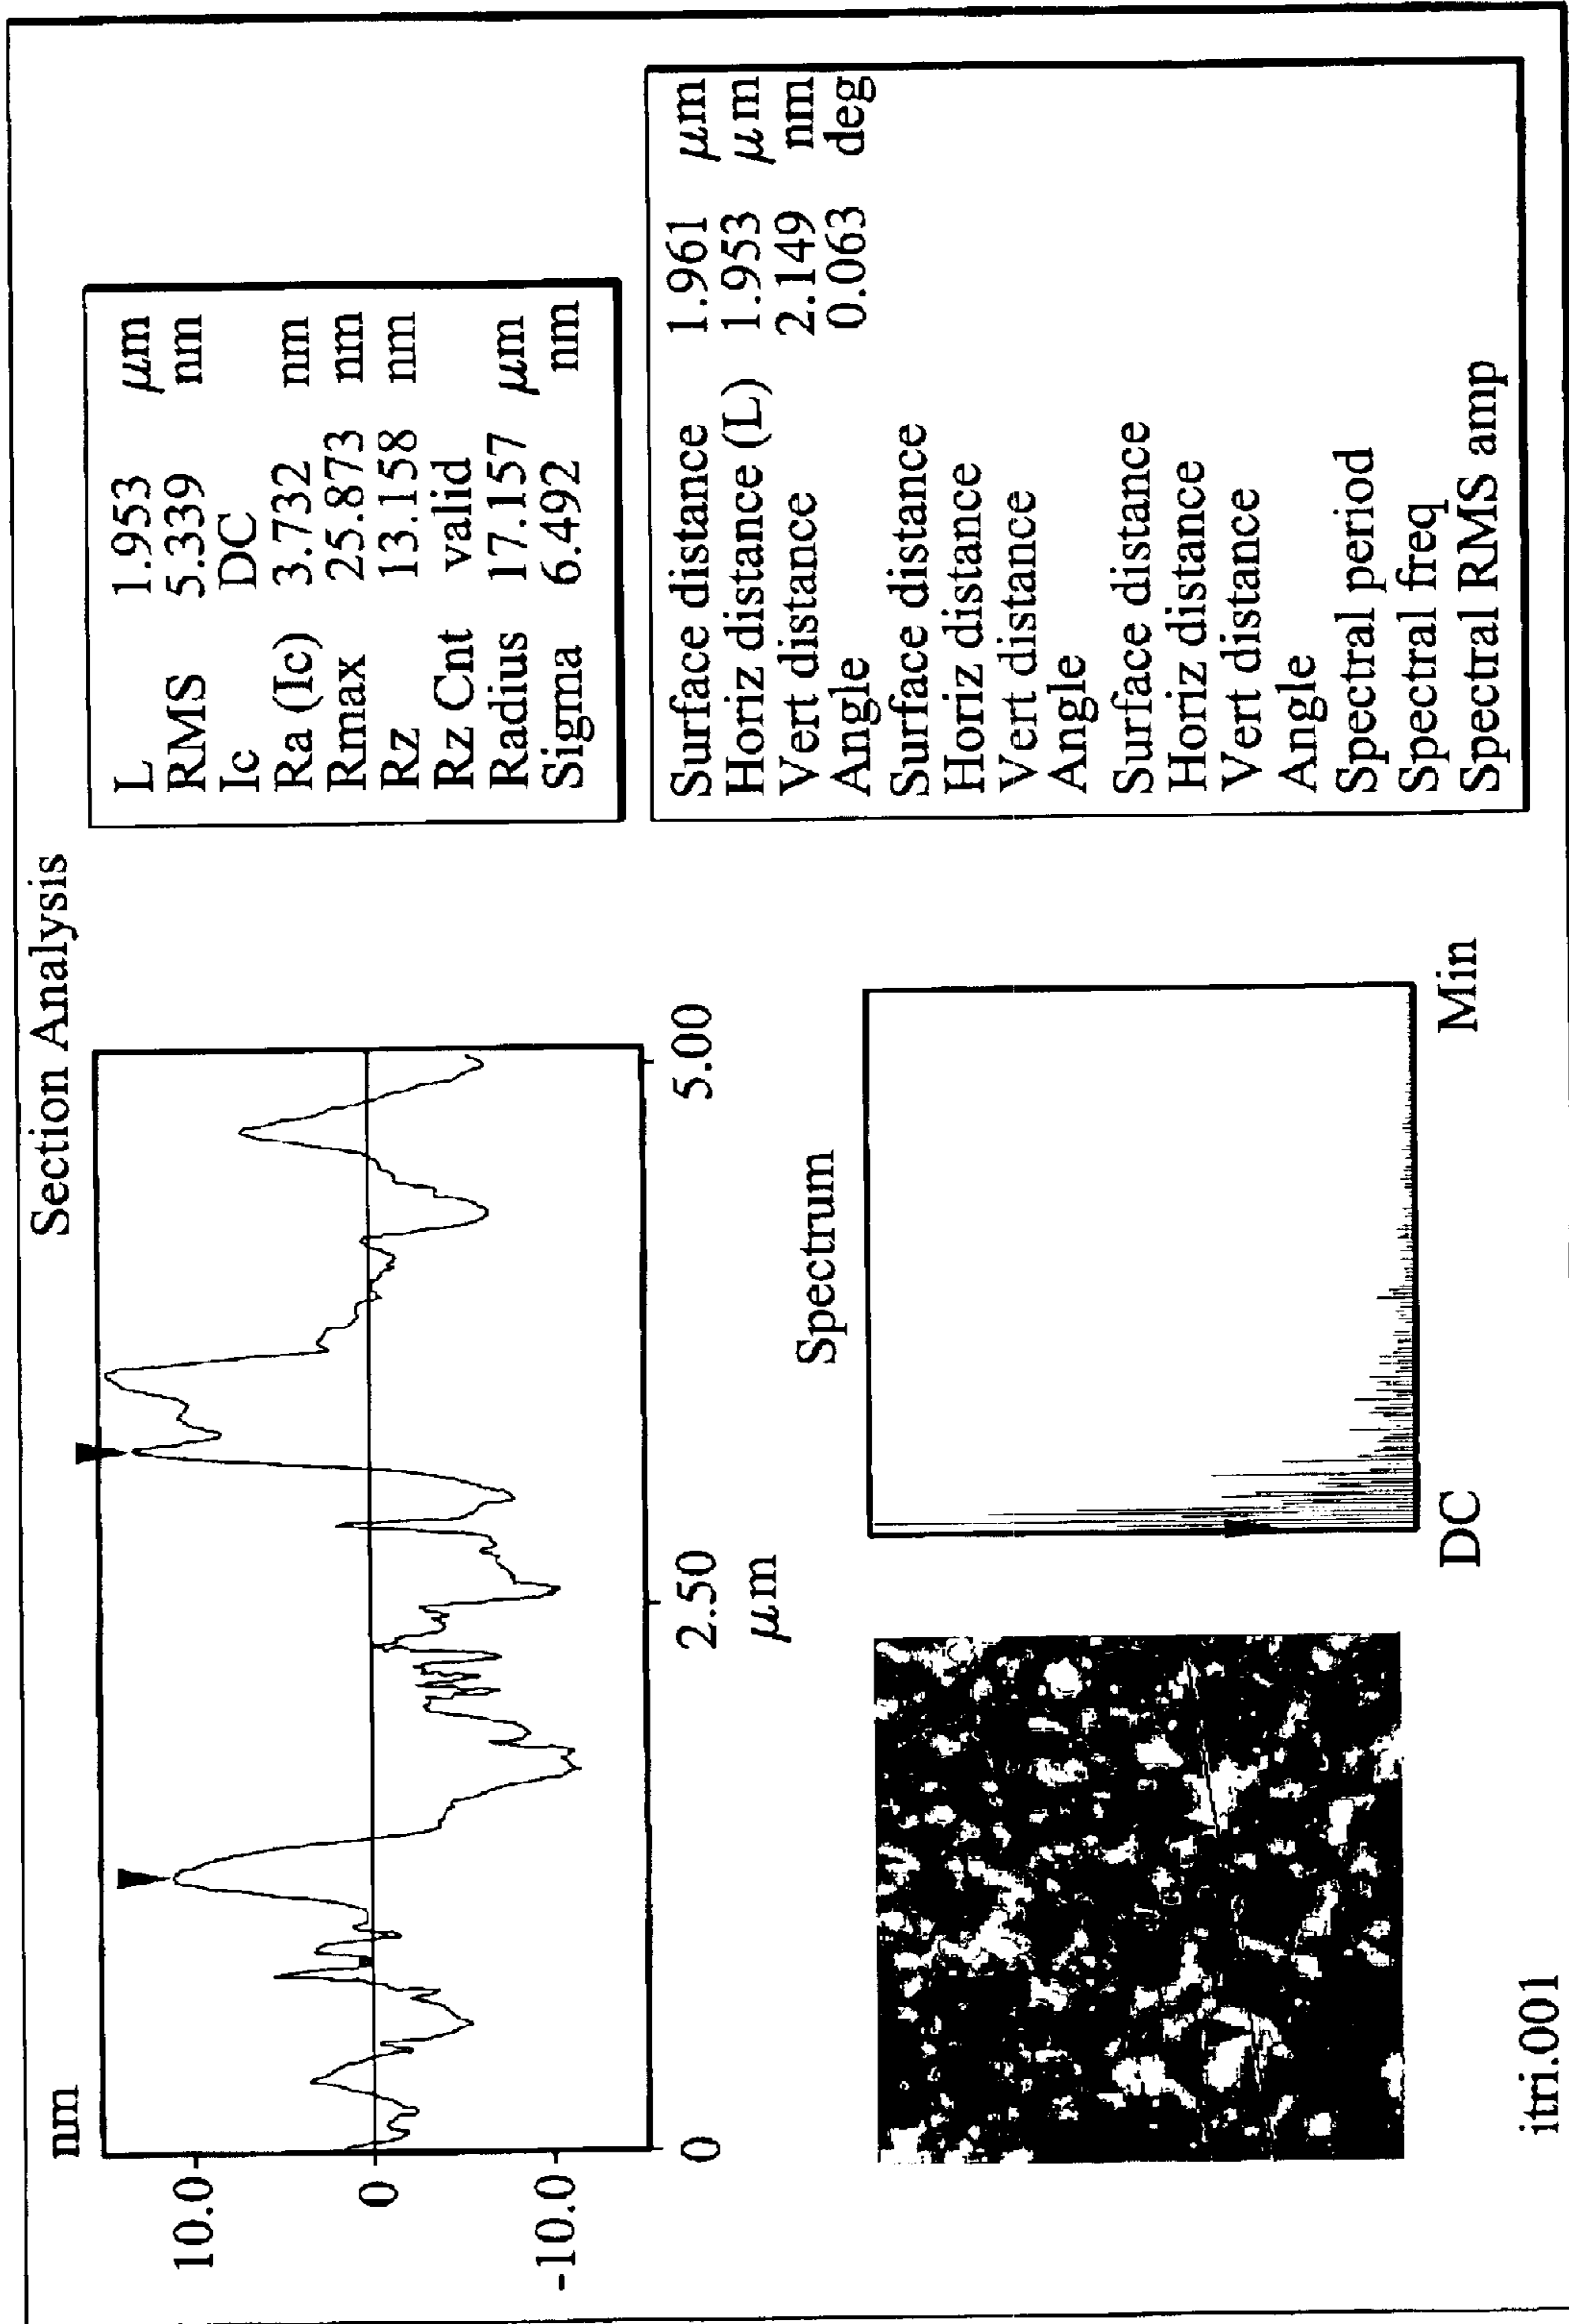 Section Analysis
nm
10.0
0
-10.0
0
2.50
5.00
μm
L 1.953 μm
RMS 5.339 nm
Ic DC
Ra (Ic) 3.732 nm
Rmax 25.873 nm
Rz 13.158 nm
Rz Cnt valid
Radius 17.157 μm
Sigma 6.492 nm
Surface distance 1.961 μm
Horiz distance (L) 1.953 μm
Vert distance 2.149 nm
Angle 0.063 deg
Surface distance
Horiz distance
Vert distance
Angle
Surface distance
Horiz distance
Vert distance
Angle
Spectral period
Spectral freq
Spectral RMS amp
Spectrum
DC
Min
itri.001